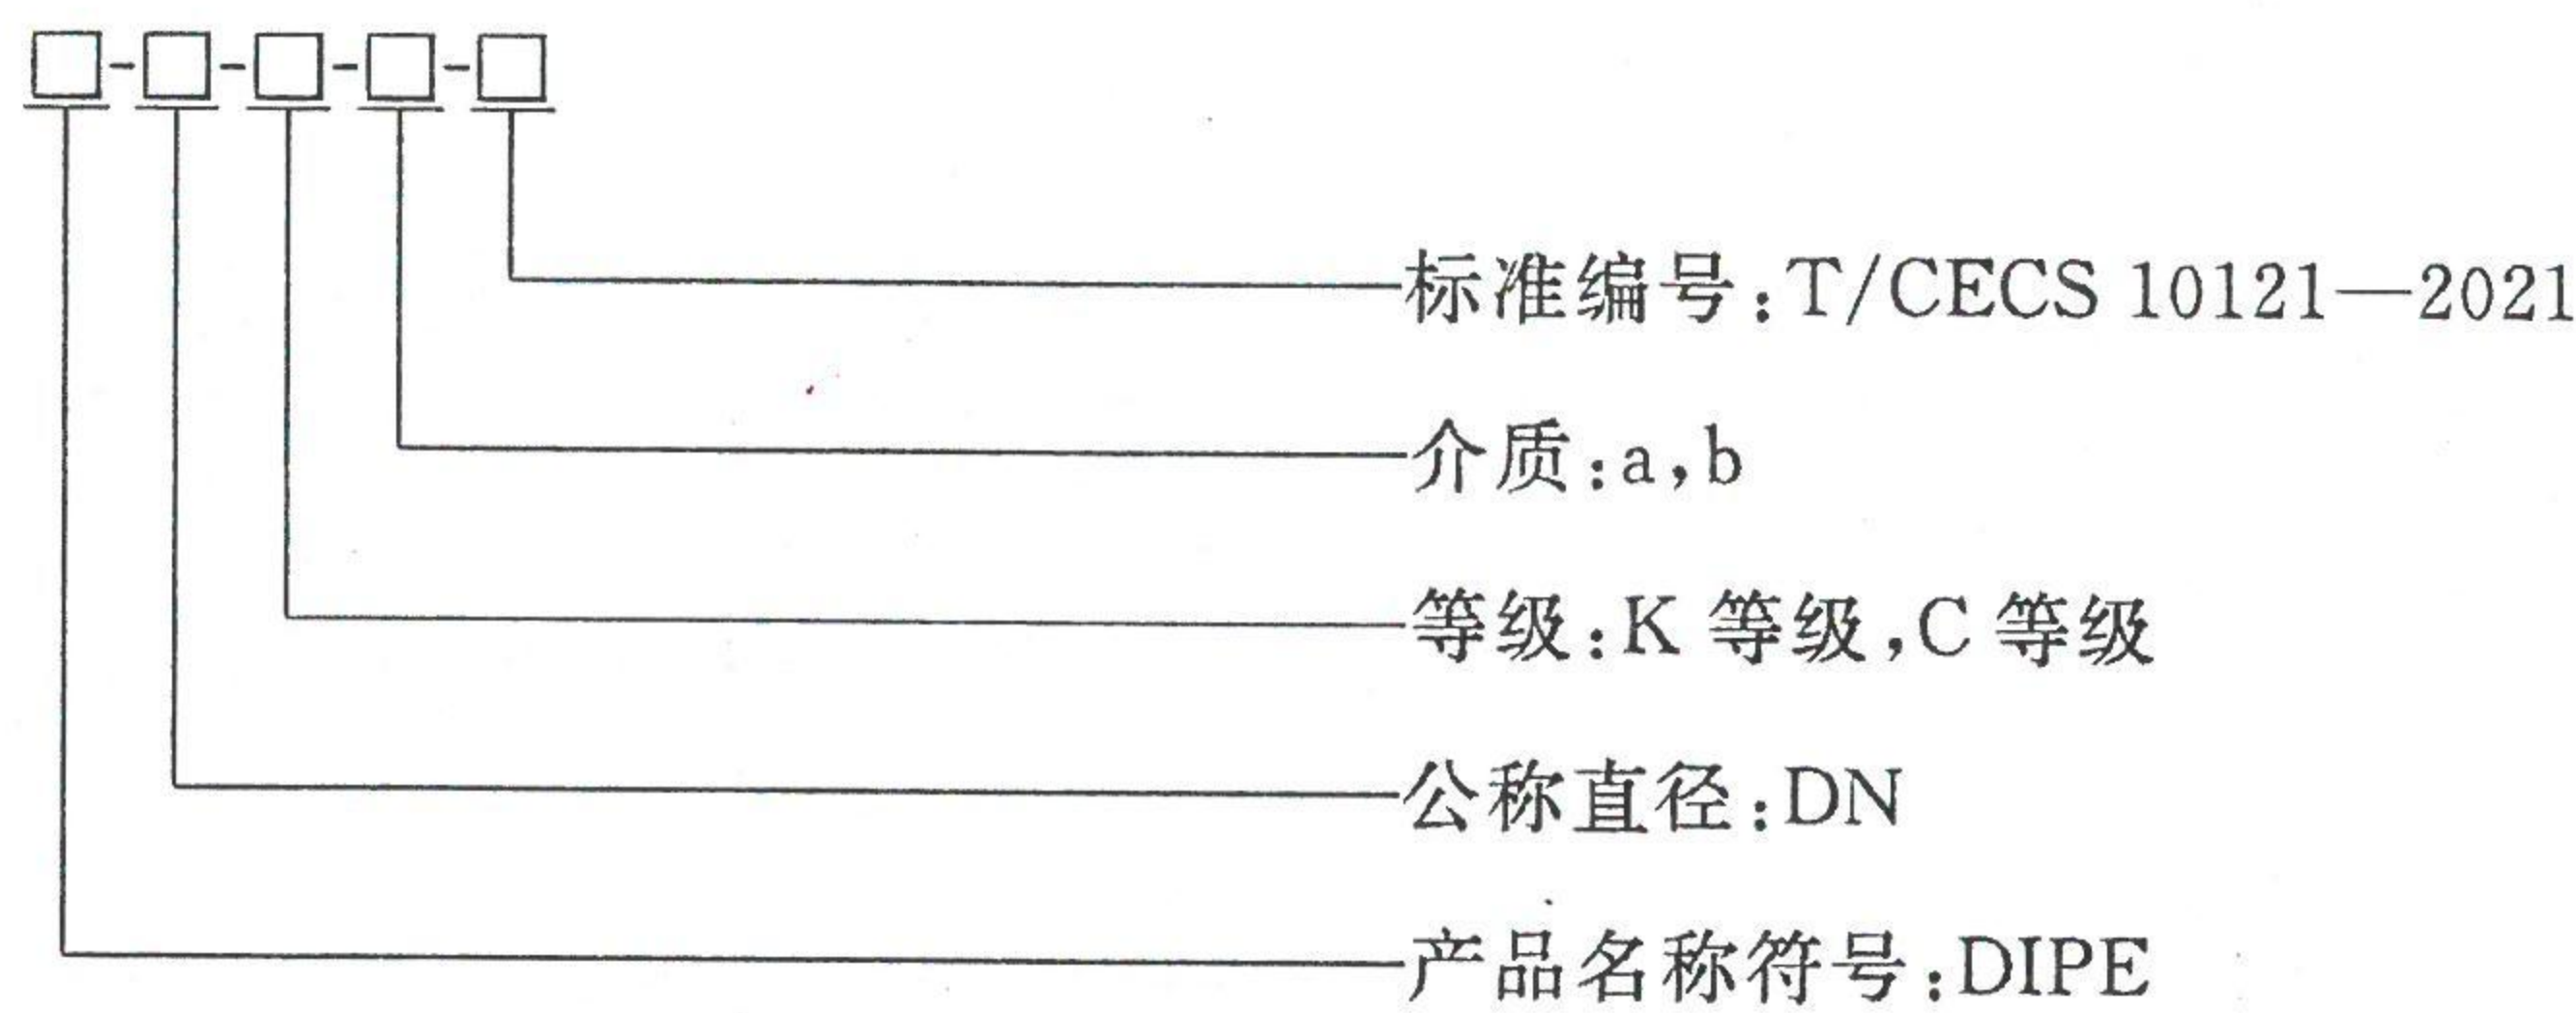 □-□-□-□-□
标准编号:T/CECS 10121—2021
介质:a,b
等级:K 等级,C 等级
公称直径:DN
产品名称符号:DIPE